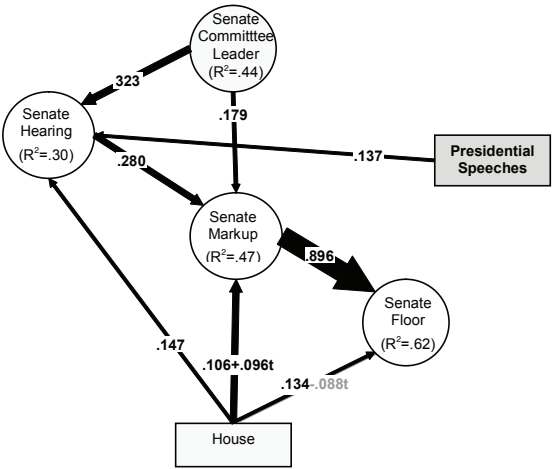 Senate
Committtee
Leader
(R²=.44)
323
Senate
Hearing
(R²=.30)
.179
.137
Presidential
Speeches
.280
Senate
Markup
(R²=.47)
.896
Senate
Floor
(R²=.62)
.147
.106+.096t
.134-.088t
House